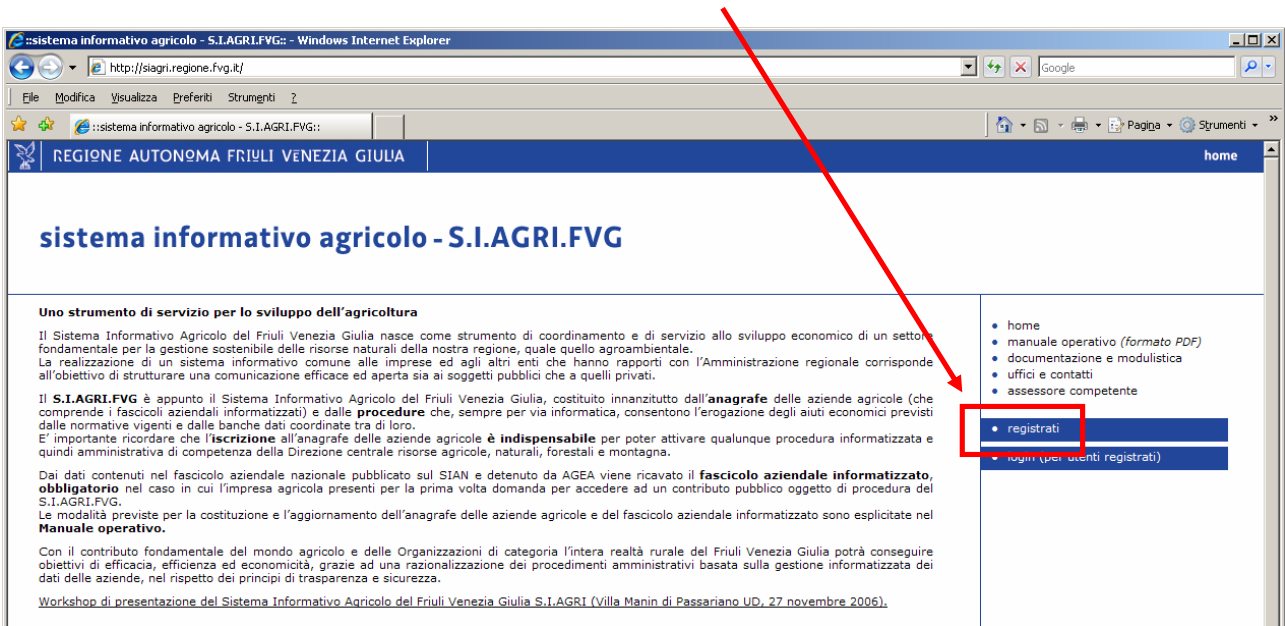 ::sistema informativo agricolo - S.I.AGRI.FVG:: - Windows Internet Explorer
http://siagri.regione.fvg.it/
Google
File Modifica Visualizza Preferiti Strumenti ?
::sistema informativo agricolo - S.I.AGRI.FVG::
Pagina
Strumenti
»
REGIONE AUTONOMA FRIULI VENEZIA GIULIA
home
sistema informativo agricolo - S.I.AGRI.FVG
Uno strumento di servizio per lo sviluppo dell'agricoltura
Il Sistema Informativo Agricolo del Friuli Venezia Giulia nasce come strumento di coordinamento e di servizio allo sviluppo economico di un settore
fondamentale per la gestione sostenibile delle risorse naturali della nostra regione, quale quello agroambientale.
La realizzazione di un sistema informativo comune alle imprese ed agli altri enti che hanno rapporti con l'Amministrazione regionale corrisponde
all'obiettivo di strutturare una comunicazione efficace ed aperta sia ai soggetti pubblici che a quelli privati.
Il S.I.AGRI.FVG è appunto il Sistema Informativo Agricolo del Friuli Venezia Giulia, costituito innanzitutto dall'anagrafe delle aziende agricole (che
comprende i fascicoli aziendali informatizzati) e dalle procedure che, sempre per via informatica, consentono l'erogazione degli aiuti economici previsti
dalle normative vigenti e dalle banche dati coordinate tra di loro.
E' importante ricordare che l'iscrizione all'anagrafe delle aziende agricole è indispensabile per poter attivare qualunque procedura informatizzata e
quindi amministrativa di competenza della Direzione centrale risorse agricole, naturali, forestali e montagna.
Dai dati contenuti nel fascicolo aziendale nazionale pubblicato sul SIAN e detenuto da AGEA viene ricavato il fascicolo aziendale informatizzato,
obbligatorio nel caso in cui l'impresa agricola presenti per la prima volta domanda per accedere ad un contributo pubblico oggetto di procedura del
S.I.AGRI.FVG.
Le modalità previste per la costituzione e l'aggiornamento dell'anagrafe delle aziende agricole e del fascicolo aziendale informatizzato sono esplicitate nel
Manuale operativo.
Con il contributo fondamentale del mondo agricolo e delle Organizzazioni di categoria l'intera realtà rurale del Friuli Venezia Giulia potrà conseguire
obiettivi di efficacia, efficienza ed economicità, grazie ad una razionalizzazione dei procedimenti amministrativi basata sulla gestione informatizzata dei
dati delle aziende, nel rispetto dei principi di trasparenza e sicurezza.
Workshop di presentazione del Sistema Informativo Agricolo del Friuli Venezia Giulia S.I.AGRI (Villa Manin di Passariano UD, 27 novembre 2006).
• home
• manuale operativo (formato PDF)
• documentazione e modulistica
• uffici e contatti
• assessore competente
• registrati
• login (per utenti registrati)